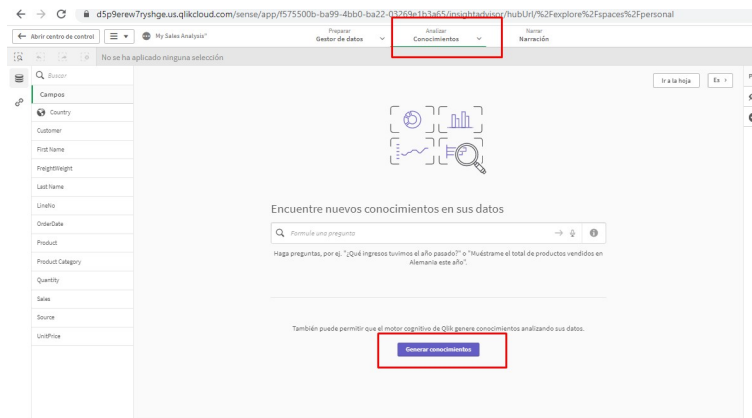 d5p9erew7ryshge.us.qlikcloud.com/sense/app/f575500b-ba99-4bb0-ba22-03269e1b3a65/insightadvisor/hubUrl/%2Fexplore%2Fspaces%2Fpersonal
Abrir centro de control
My Sales Analysis*
Preparar
Gestor de datos
Analizar
Conocimientos
Narrar
Narración
No se ha aplicado ninguna selección
Buscar
Ir a la hoja
Es >
Campos
Country
Customer
First Name
FreightWeight
Last Name
LineNo
OrderDate
Product
Product Category
Quantity
Sales
Source
UnitPrice
Encuentre nuevos conocimientos en sus datos
Formule una pregunta
Haga preguntas, por ej. "¿Qué ingresos tuvimos el año pasado?" o "Muéstrame el total de productos vendidos en
Alemania este año".
También puede permitir que el motor cognitivo de Qlik genere conocimientos analizando sus datos.
Generar conocimientos